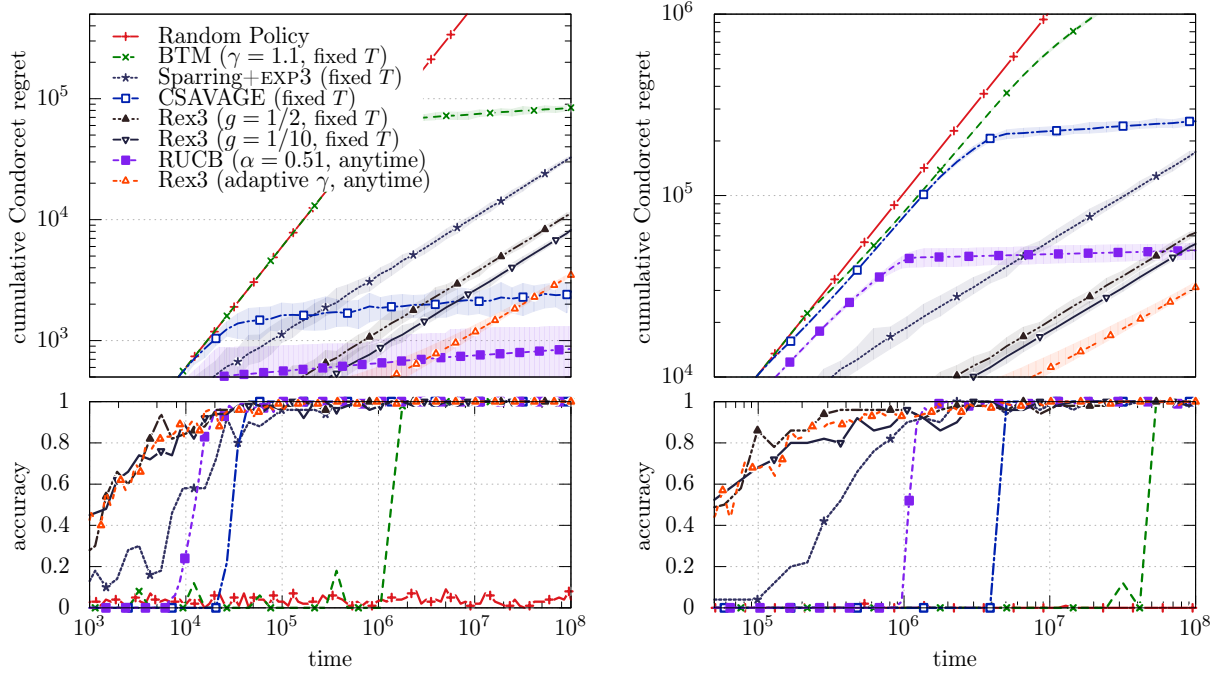 cumulative Condorcet regret
10^5
10^4
10^3
Random Policy
BTM (γ = 1.1, fixed T)
Sparring+EXP3 (fixed T)
CSAVAGE (fixed T)
Rex3 (g = 1/2, fixed T)
Rex3 (g = 1/10, fixed T)
RUCB (α = 0.51, anytime)
Rex3 (adaptive γ, anytime)
accuracy
1
0.8
0.6
0.4
0.2
0
10^3 10^4 10^5 10^6 10^7 10^8
time
cumulative Condorcet regret
10^6
10^5
10^4
accuracy
1
0.8
0.6
0.4
0.2
0
10^5 10^6 10^7 10^8
time